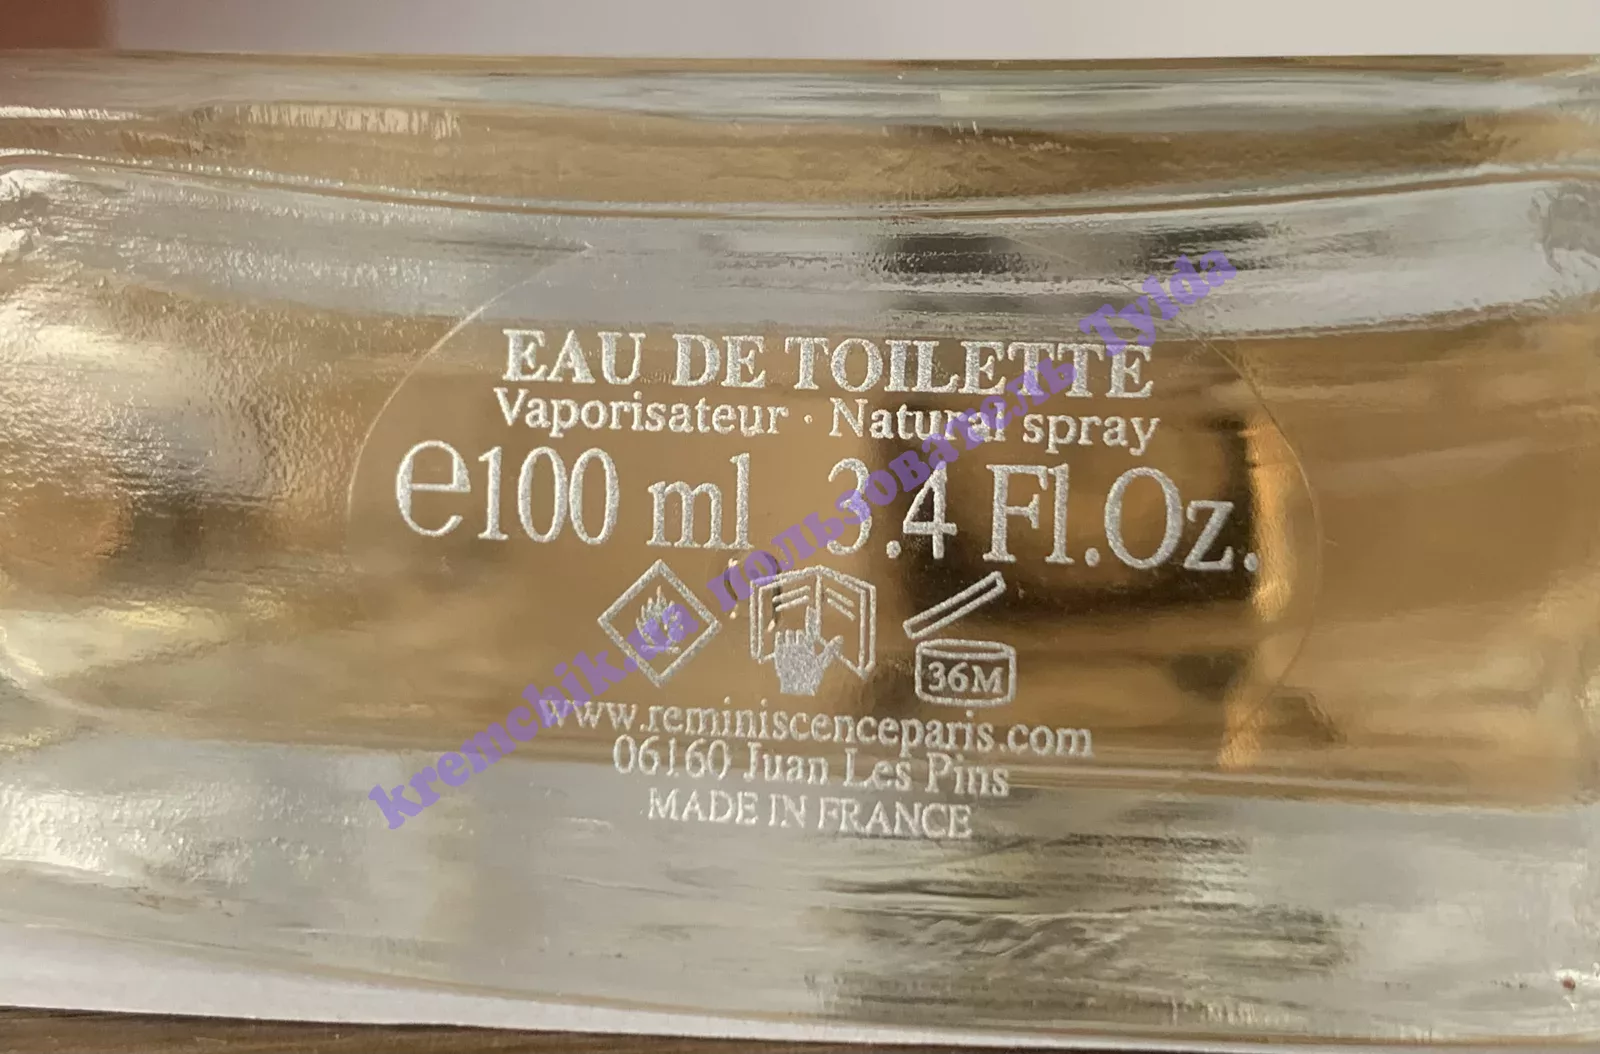 EAU DE TOILETTE
Vaporisateur · Natural spray
℮100 ml 3.4 Fl.Oz.
36M
www.reminiscenceparis.com
06160 Juan Les Pins
MADE IN FRANCE
kremchik.ua Пользователь Tylda